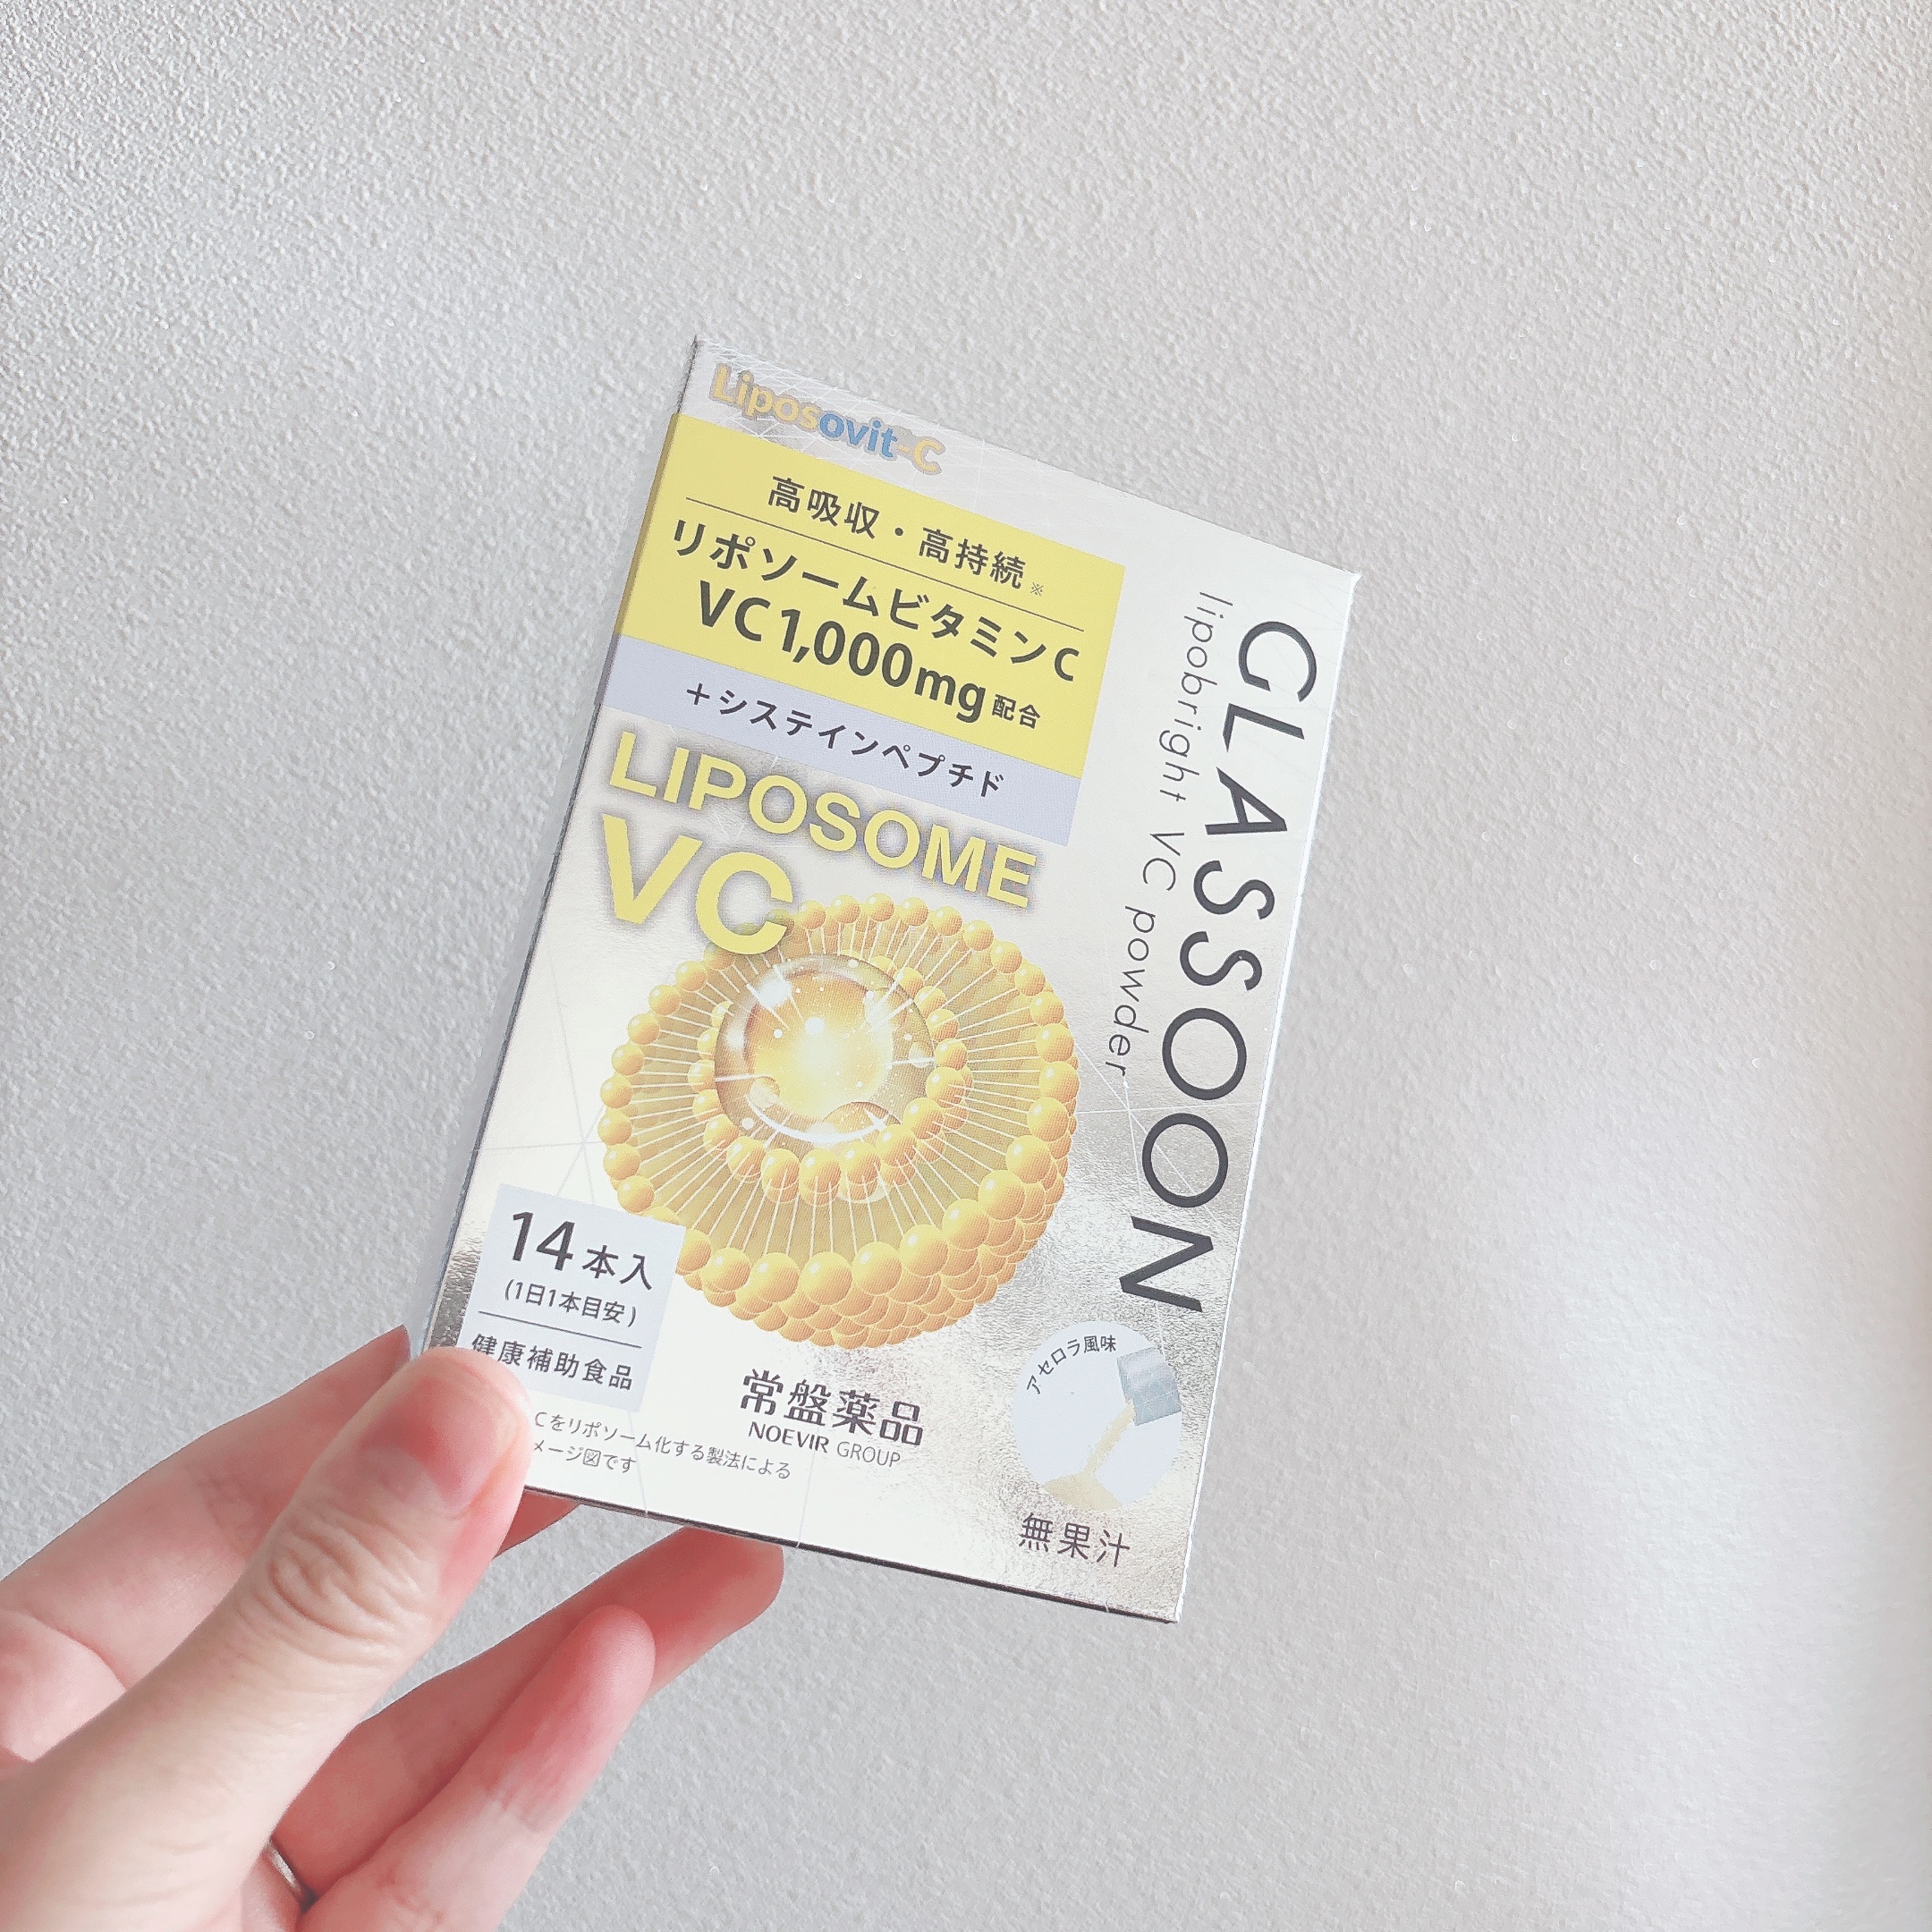 Liposovit-C
高吸収・高持続※
リポソームビタミンC
VC1,000mg配合
+システインペプチド
LIPOSOME
VC
GLASSOON
lipobright VC powder
14本入
(1日1本目安)
健康補助食品
常盤薬品
NOEVIR GROUP
Cをリポソーム化する製法による
メージ図です
アセロラ風味
無果汁